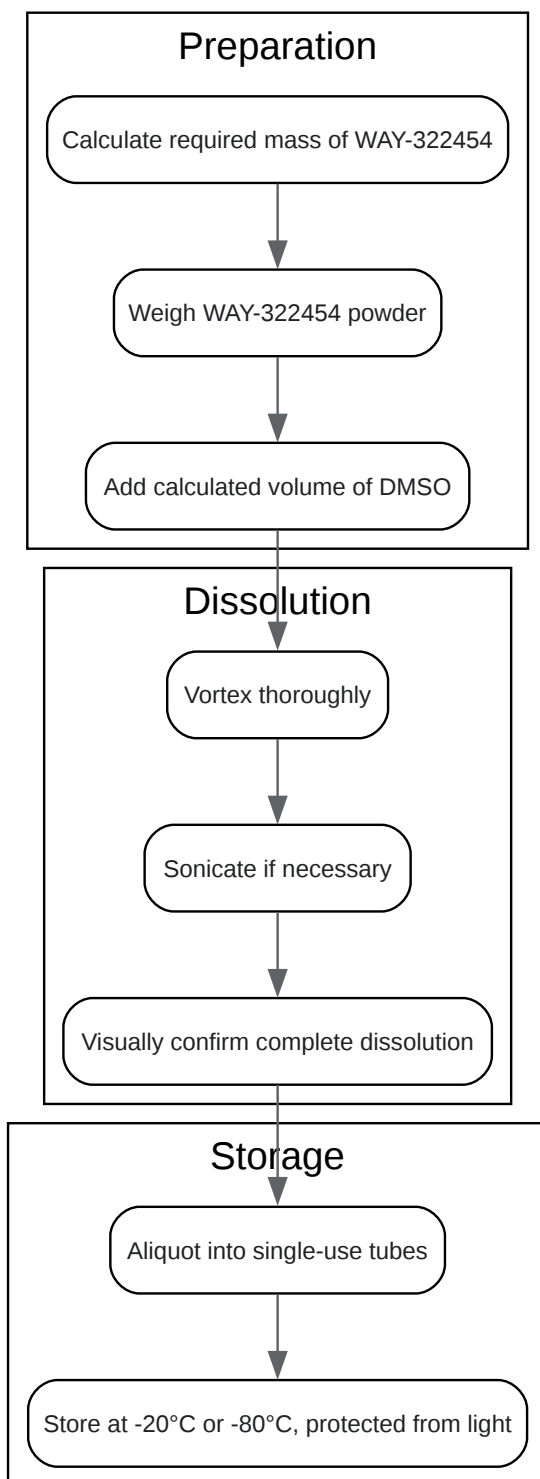 Preparation
Calculate required mass of WAY-322454
Weigh WAY-322454 powder
Add calculated volume of DMSO
Dissolution
Vortex thoroughly
Sonicate if necessary
Visually confirm complete dissolution
Storage
Aliquot into single-use tubes
Store at -20°C or -80°C, protected from light